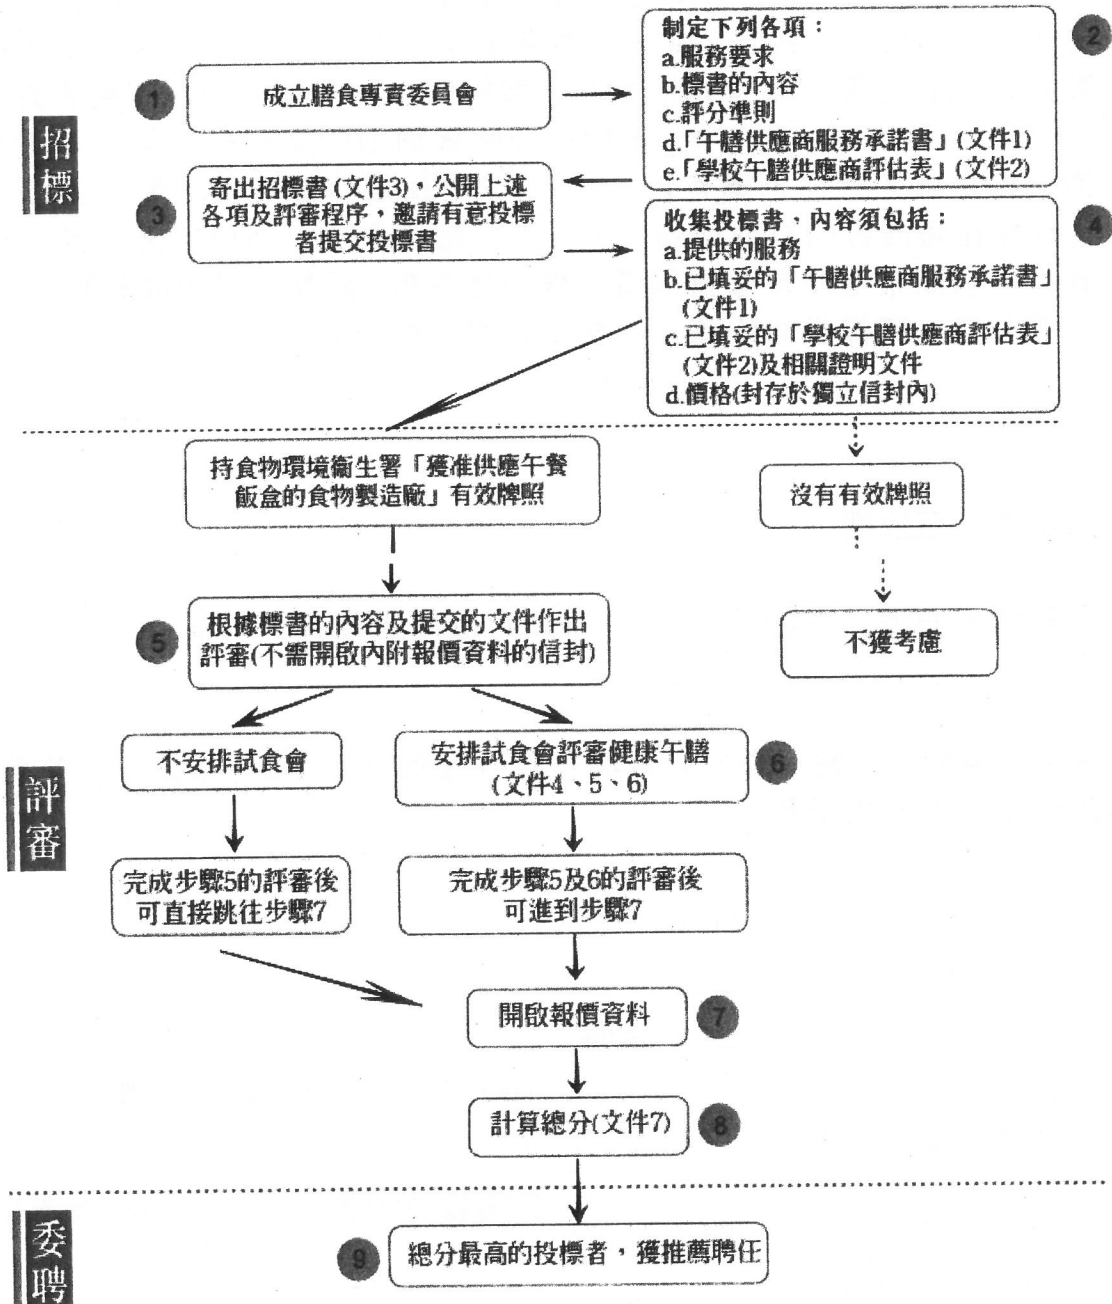 招標
1
成立膳食專責委員會
2
制定下列各項：
a.服務要求
b.標書的內容
c.評分準則
d.「午膳供應商服務承諾書」(文件1)
e.「學校午膳供應商評估表」(文件2)
3
寄出招標書(文件3)，公開上述
各項及評審程序，邀請有意投標
者提交投標書
4
收集投標書，內容須包括：
a.提供的服務
b.已填妥的「午膳供應商服務承諾書」
(文件1)
c.已填妥的「學校午膳供應商評估表」
(文件2)及相關證明文件
d.價格(封存於獨立信封內)
評審
持食物環境衞生署「獲准供應午餐
飯盒的食物製造廠」有效牌照
沒有有效牌照
不獲考慮
5
根據標書的內容及提交的文件作出
評審(不需開啟內附報價資料的信封)
不安排試食會
安排試食會評審健康午膳
(文件4、5、6)
6
完成步驟5的評審後
可直接跳往步驟7
完成步驟5及6的評審後
可進到步驟7
開啟報價資料
7
計算總分(文件7)
8
委聘
9
總分最高的投標者，獲推薦聘任